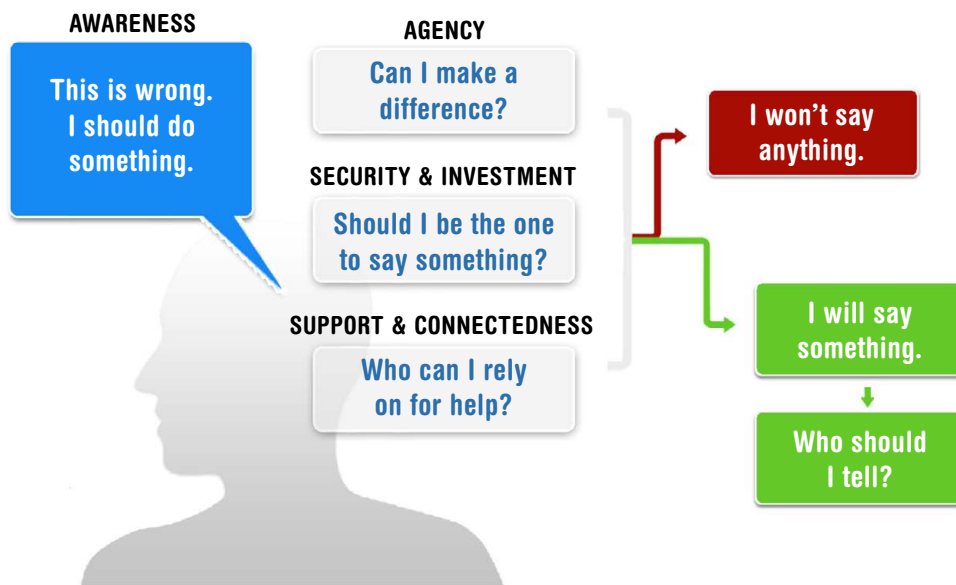 AWARENESS
This is wrong.
I should do
something.
AGENCY
Can I make a
difference?
SECURITY & INVESTMENT
Should I be the one
to say something?
SUPPORT & CONNECTEDNESS
Who can I rely
on for help?
I won’t say
anything.
I will say
something.
Who should
I tell?